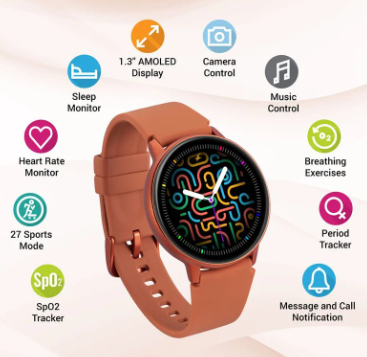 1.3" AMOLED
Display
Camera
Control
Sleep
Monitor
Music
Control
Heart Rate
Monitor
Breathing
Exercises
27 Sports
Mode
Period
Tracker
SpO2
SpO2
Tracker
Message and Call
Notification